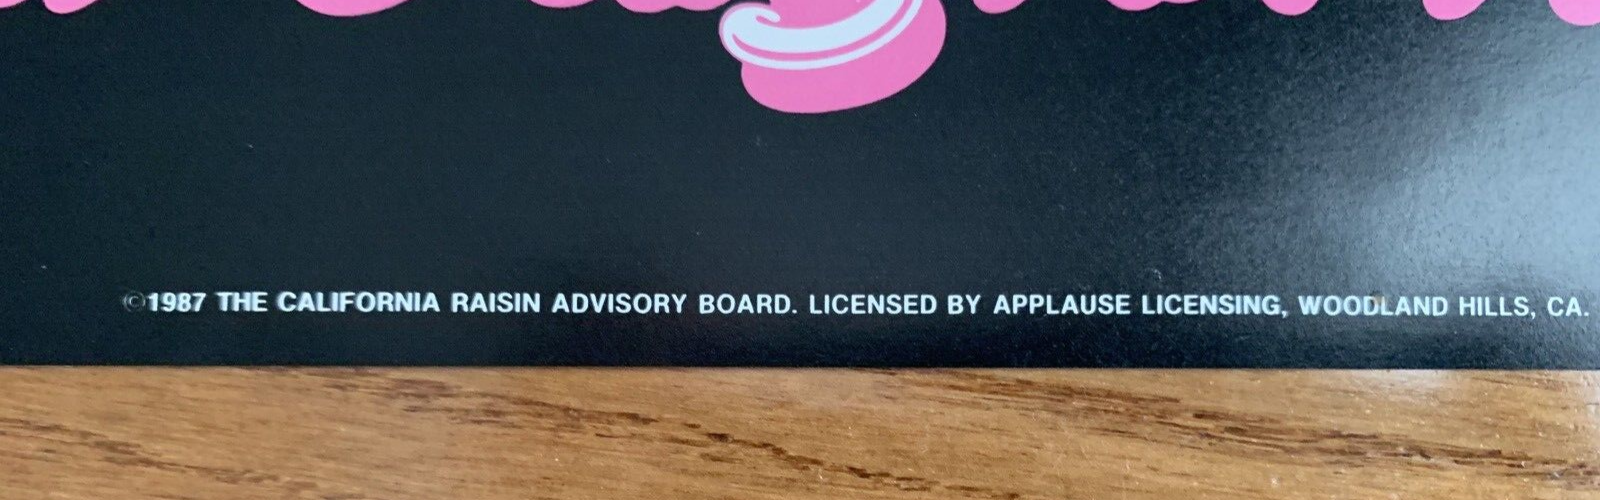 ©1987 THE CALIFORNIA RAISIN ADVISORY BOARD. LICENSED BY APPLAUSE LICENSING, WOODLAND HILLS, CA.